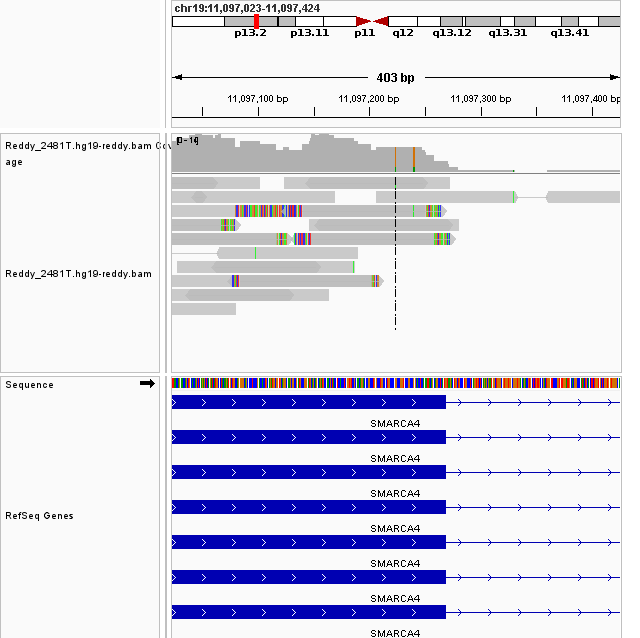 chr19:11,097,023-11,097,424
p13.2 p13.11 p11 q12 q13.12 q13.31 q13.41
403 bp
11,097,100 bp 11,097,200 bp 11,097,300 bp 11,097,400 bp
Reddy_2481T.hg19-reddy.bam Cov
age
Reddy_2481T.hg19-reddy.bam
Sequence
SMARCA4
SMARCA4
SMARCA4
SMARCA4
RefSeq Genes
SMARCA4
SMARCA4
SMARCA4